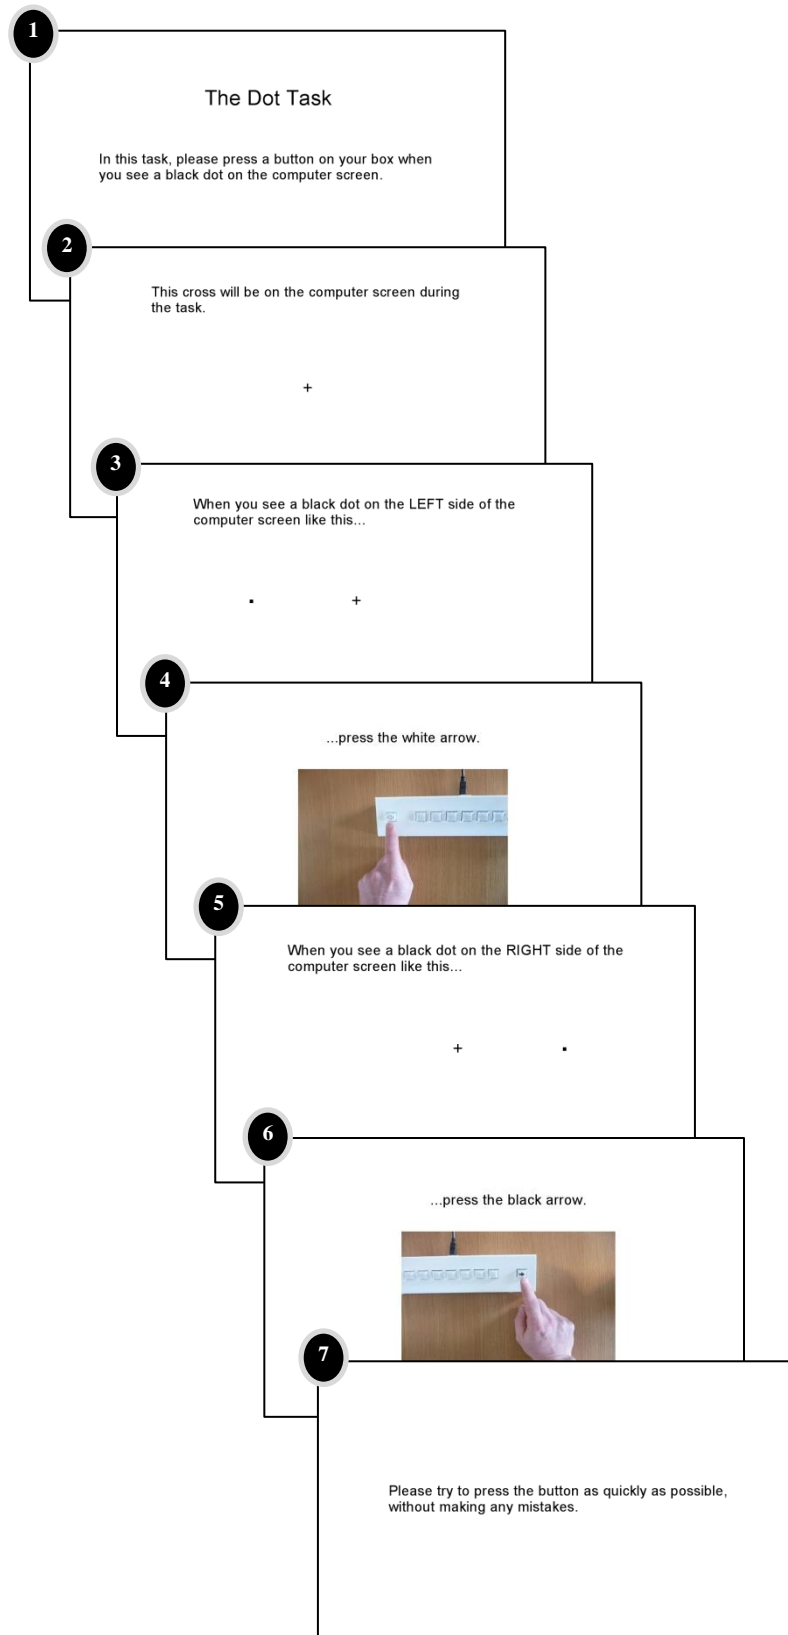 1
The Dot Task
In this task, please press a button on your box when
you see a black dot on the computer screen.
2
This cross will be on the computer screen during
the task.
+
3
When you see a black dot on the LEFT side of the
computer screen like this...
+
4
...press the white arrow.
5
When you see a black dot on the RIGHT side of the
computer screen like this...
+
6
...press the black arrow.
7
Please try to press the button as quickly as possible,
without making any mistakes.